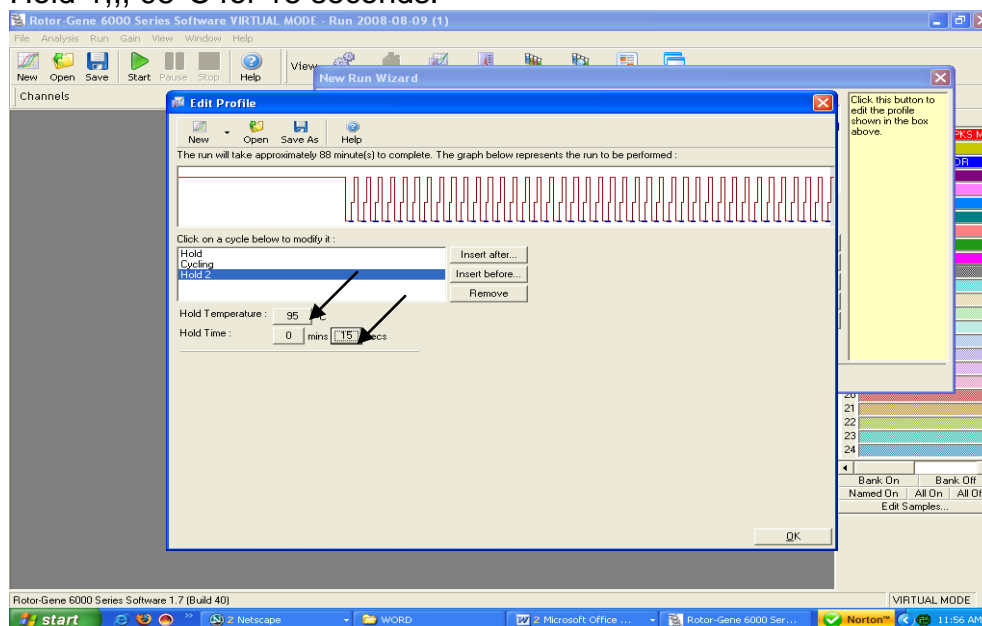 Rotor-Gene 6000 Series Software VIRTUAL MODE - Run 2008-08-09 (1)
File Analysis Run Gain View Window Help
New Open Save Start Pause Stop Help View
New Run Wizard
Channels
Edit Profile
Click this button to
edit the profile
shown in the box
above.
New Open Save As Help
The run will take approximately 88 minute(s) to complete. The graph below represents the run to be performed :
Click on a cycle below to modify it :
Hold
Cycling
Hold 2
Insert after...
Insert before...
Remove
Hold Temperature : 95
Hold Time : 0 mins 15 secs
20
21
22
23
24
Bank On Bank Off
Named On All On All Of
Edit Samples...
OK
Rotor-Gene 6000 Series Software 1.7 (Build 40) VIRTUAL MODE
start 2 Netscape WORD 2 Microsoft Office ... Rotor-Gene 6000 Ser... Norton™ 11:56 AM